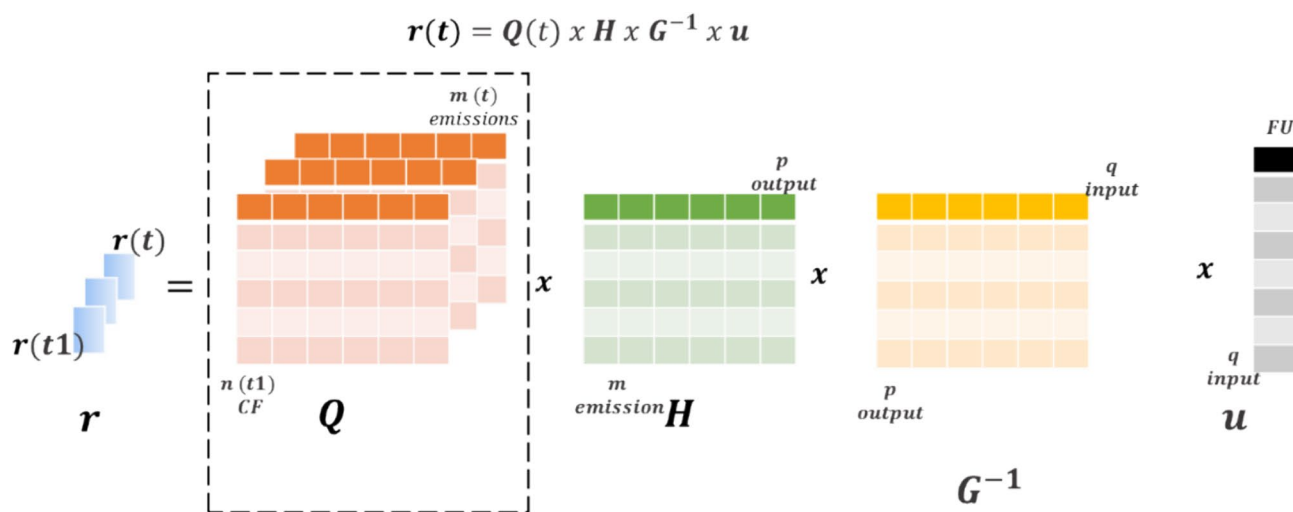 r(t) = Q(t) x H x G⁻¹ x u
m (t)
emissions
FU
p
output
q
input
r(t)
=
x
x
x
r(t1)
n (t1)
CF
m
emission
p
output
q
input
r
Q
H
G⁻¹
u